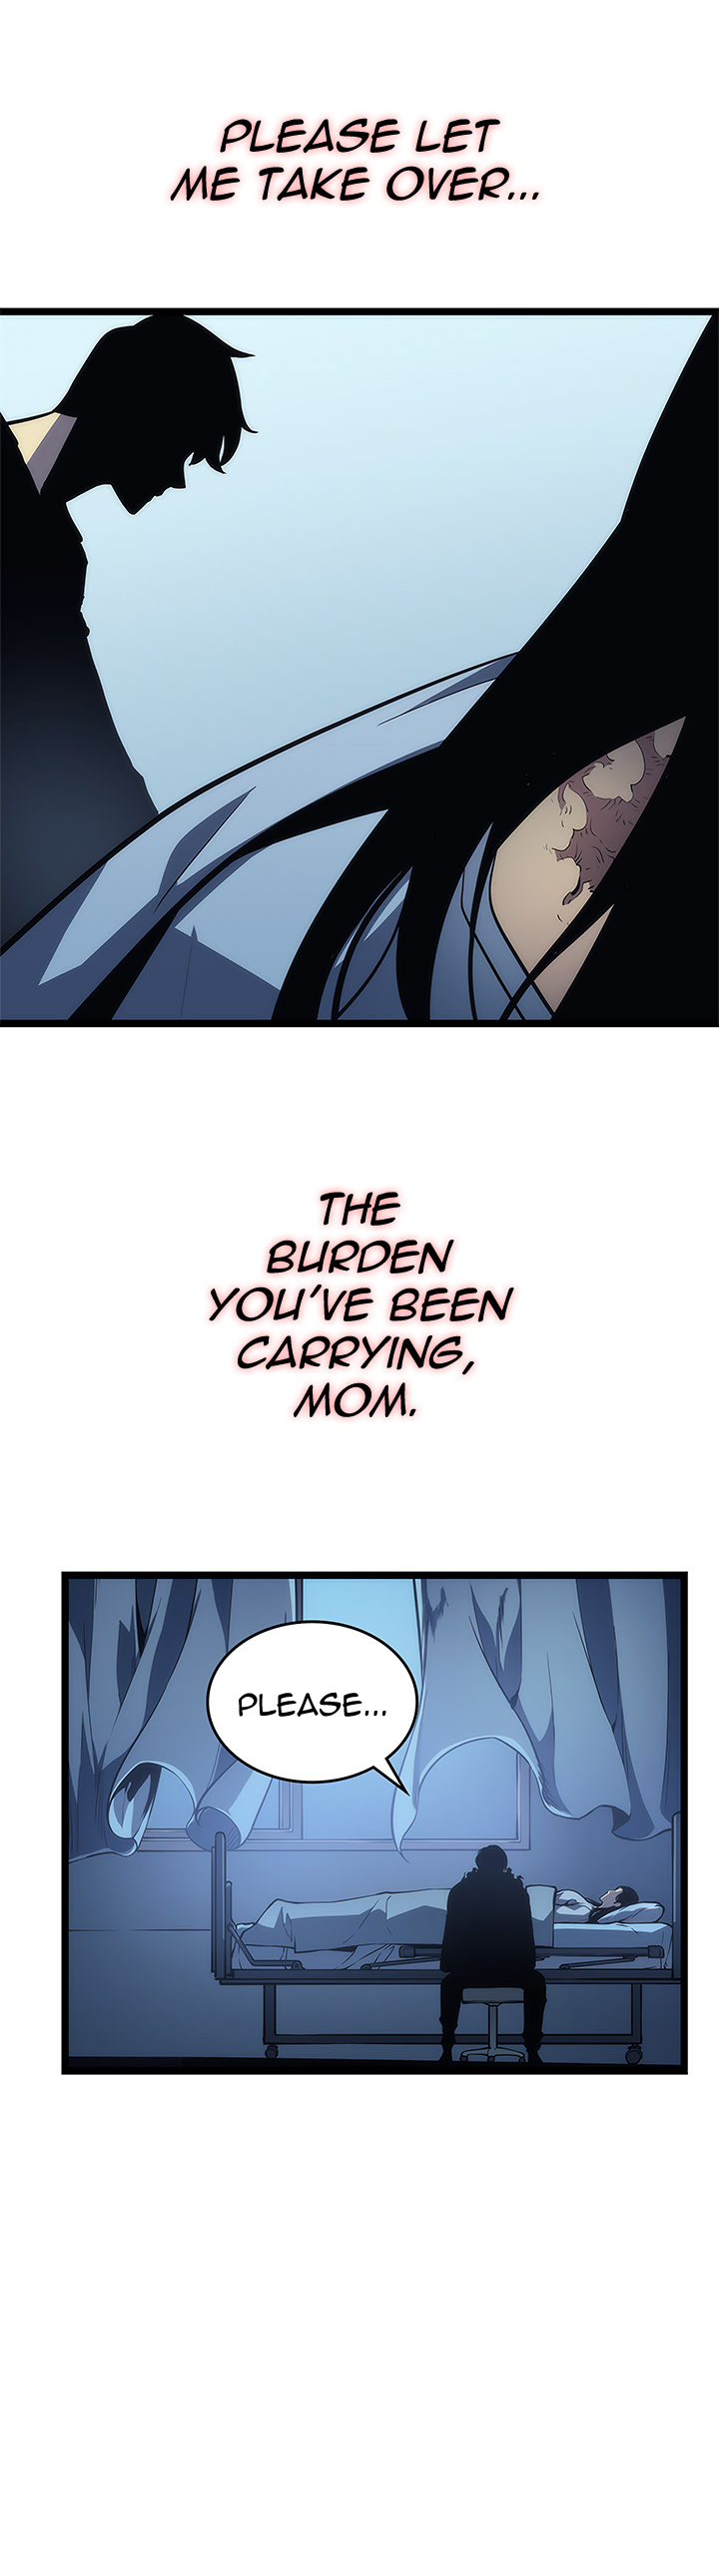 PLEASE LET
ME TAKE OVER...
THE
BURDEN
YOU'VE BEEN
CARRYING,
MOM.
PLEASE...